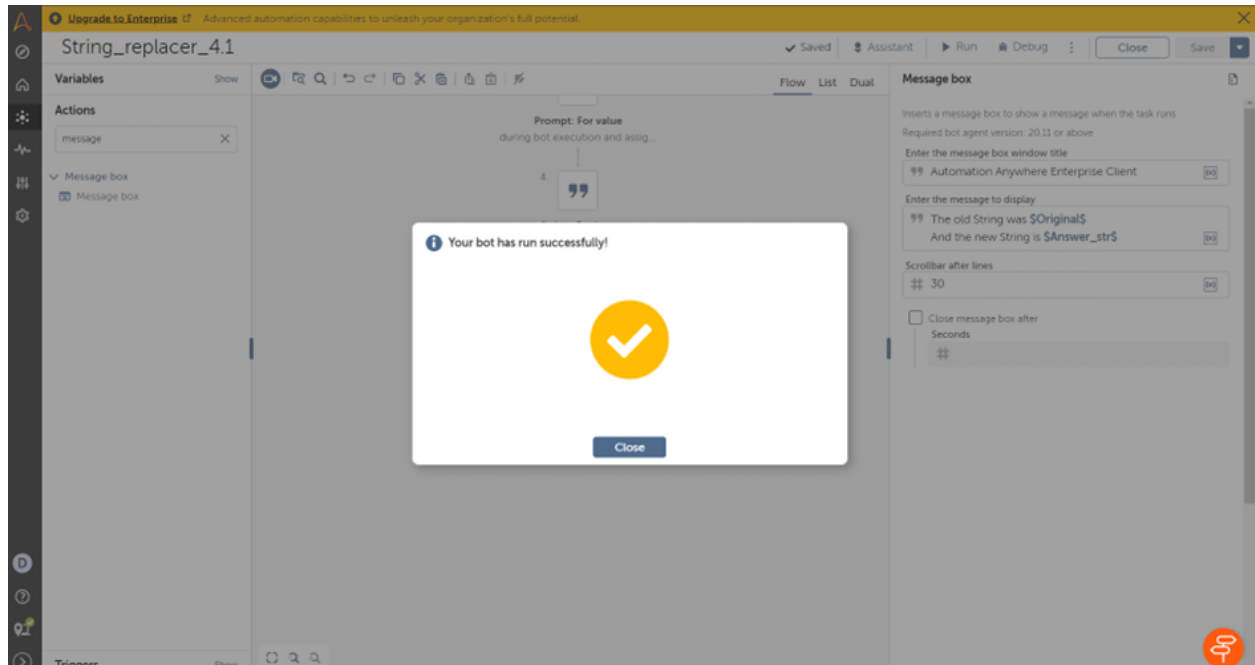 Upgrade to Enterprise Advanced automation capabilities to unleash your organization's full potential.
String_replacer_4.1
Saved
Assistant
Run
Debug
Close
Save
Variables
Show
Flow List Dual
Message box
Actions
message
Message box
Message box
Prompt: For value
during bot execution and assig...
4.
Inserts a message box to show a message when the task runs
Required bot agent version: 20.11 or above
Enter the message box window title
Automation Anywhere Enterprise Client
Enter the message to display
The old String was $Original$
And the new String is $Answer_str$
Scrollbar after lines
30
Close message box after
Seconds
Your bot has run successfully!
Close
D
Triggers
Show